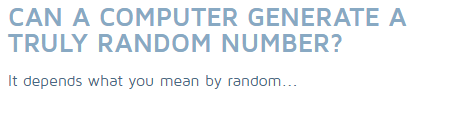 CAN A COMPUTER GENERATE A
TRULY RANDOM NUMBER?
It depends what you mean by random…